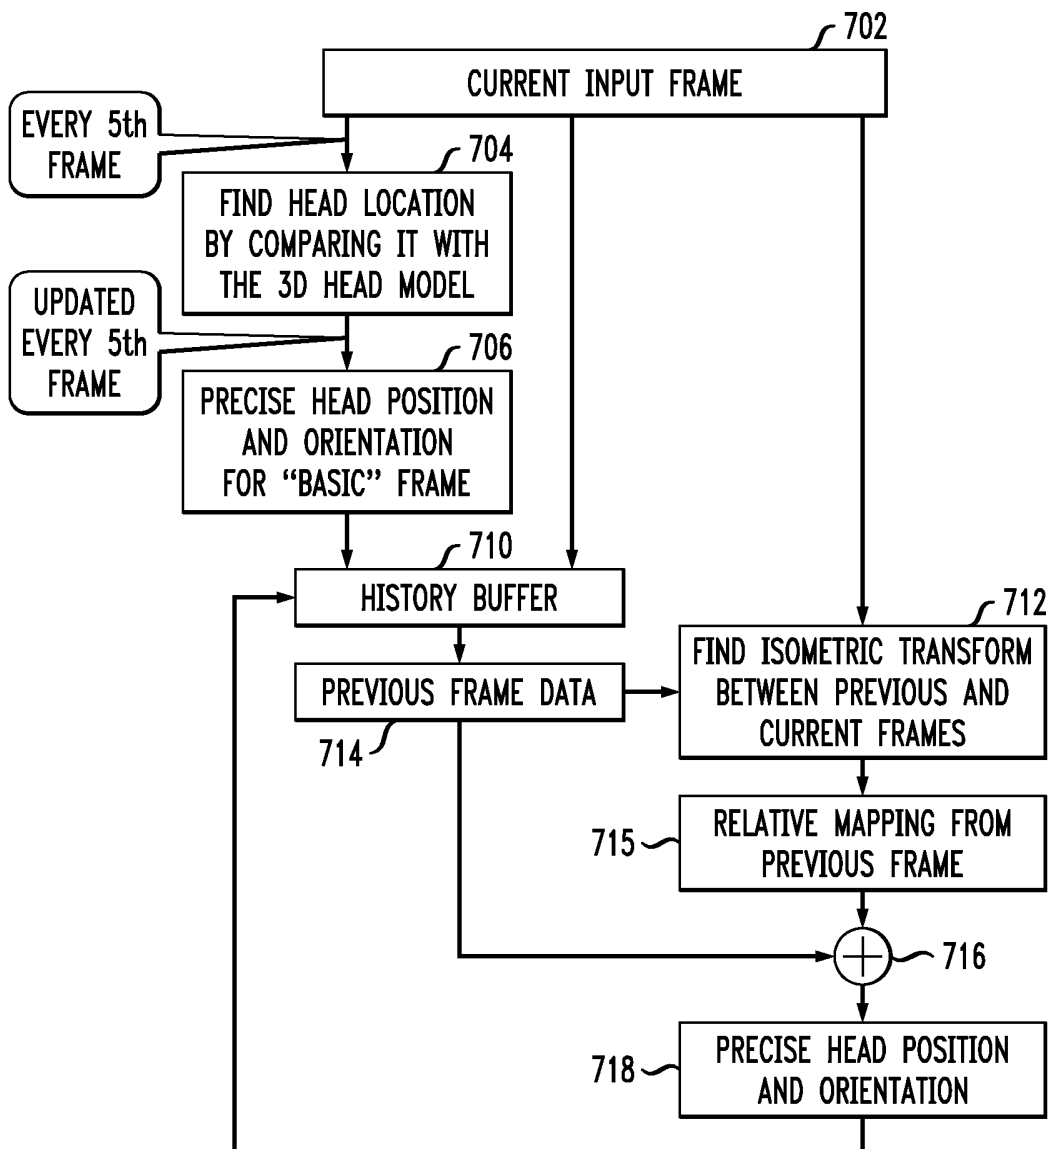 702
CURRENT INPUT FRAME
EVERY 5th
FRAME
704
FIND HEAD LOCATION
BY COMPARING IT WITH
THE 3D HEAD MODEL
UPDATED
EVERY 5th
FRAME
706
PRECISE HEAD POSITION
AND ORIENTATION
FOR “BASIC” FRAME
710
HISTORY BUFFER
712
FIND ISOMETRIC TRANSFORM
BETWEEN PREVIOUS AND
CURRENT FRAMES
PREVIOUS FRAME DATA
714
715
RELATIVE MAPPING FROM
PREVIOUS FRAME
716
718
PRECISE HEAD POSITION
AND ORIENTATION